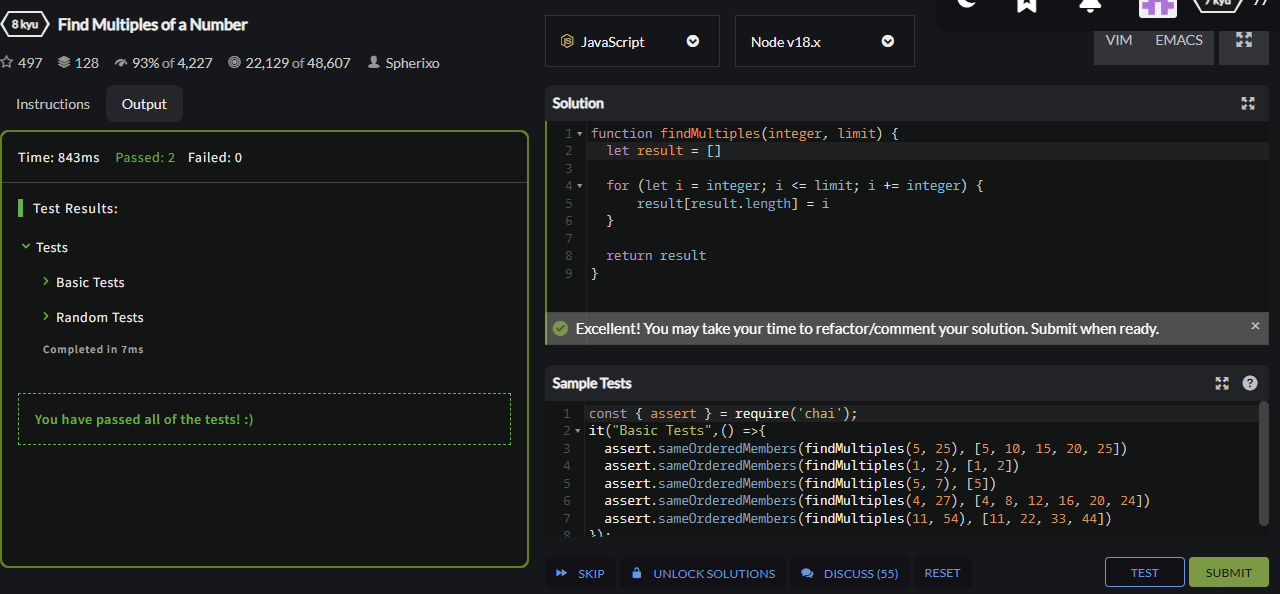 8 kyu Find Multiples of a Number
497 128 93% of 4,227 22,129 of 48,607 Spherixo
Instructions Output
Time: 843ms Passed: 2 Failed: 0
Test Results:
Tests
Basic Tests
Random Tests
Completed in 7ms
You have passed all of the tests! :)
JavaScript Node v18.x VIM EMACS
7 kyu 77
Solution
1 function findMultiples(integer, limit) {
2 let result = []
3
4 for (let i = integer; i <= limit; i += integer) {
5 result[result.length] = i
6 }
7
8 return result
9 }
Excellent! You may take your time to refactor/comment your solution. Submit when ready. ×
Sample Tests ?
1 const { assert } = require('chai');
2 it("Basic Tests",() =>{
3 assert.sameOrderedMembers(findMultiples(5, 25), [5, 10, 15, 20, 25])
4 assert.sameOrderedMembers(findMultiples(1, 2), [1, 2])
5 assert.sameOrderedMembers(findMultiples(5, 7), [5])
6 assert.sameOrderedMembers(findMultiples(4, 27), [4, 8, 12, 16, 20, 24])
7 assert.sameOrderedMembers(findMultiples(11, 54), [11, 22, 33, 44])
8 });
SKIP UNLOCK SOLUTIONS DISCUSS (55) RESET TEST SUBMIT